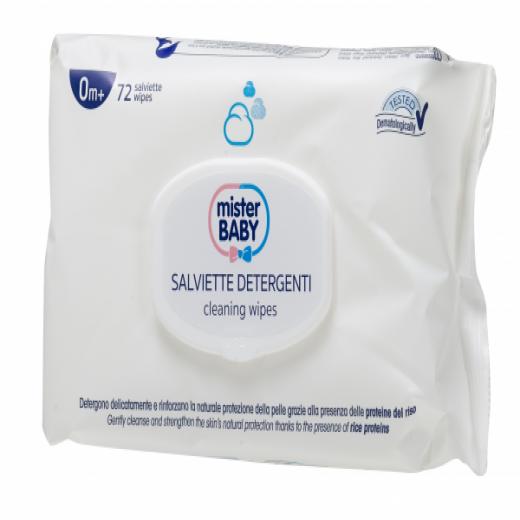 0m+
72 salviette
wipes
TESTED
Dermatologically
mister
BABY
SALVIETTE DETERGENTI
cleaning wipes
Detergono delicatamente e rinforzano la naturale protezione della pelle grazie alla presenza delle proteine del riso
Gently cleanse and strengthen the skin's natural protection thanks to the presence of rice proteins